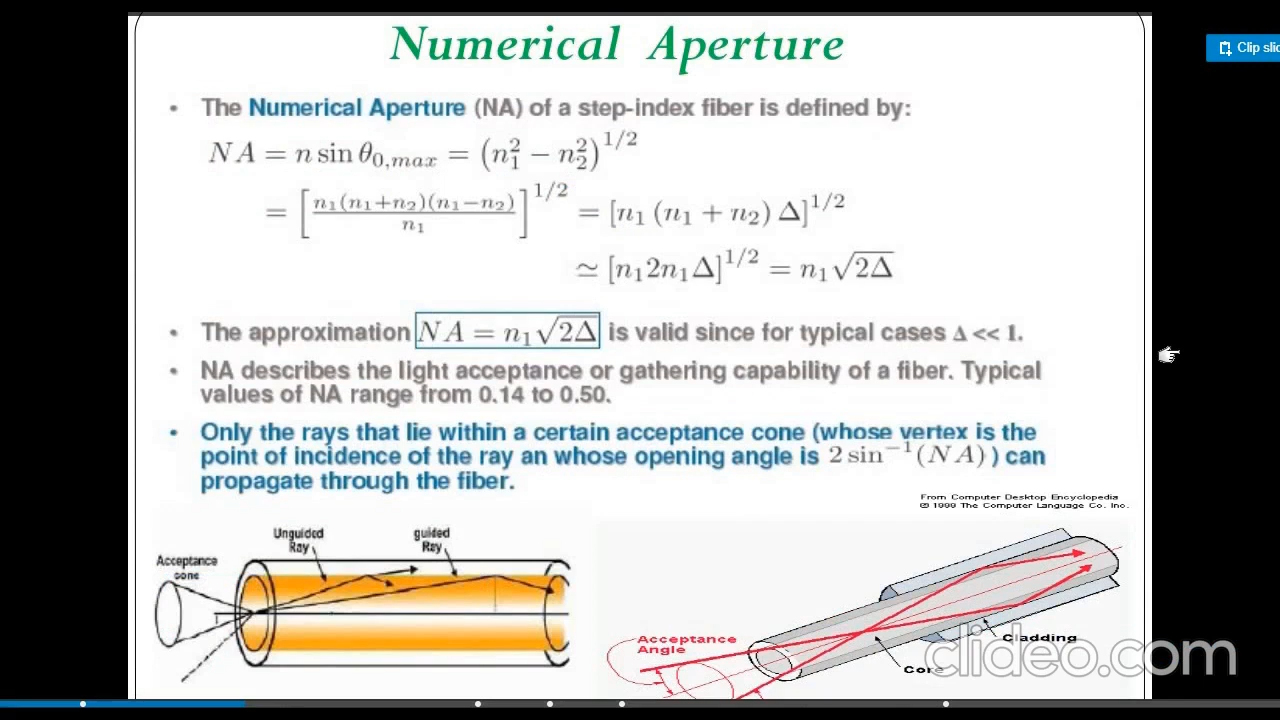 Numerical Aperture
Clip slid
• The Numerical Aperture (NA) of a step-index fiber is defined by:
NA = n sin θ0,max = (n₁² − n₂²)^1/2
= [n₁(n₁+n₂)(n₁−n₂) / n₁]^1/2 = [n₁ (n₁ + n₂) Δ]^1/2
≃ [n₁2n₁Δ]^1/2 = n₁√2Δ
• The approximation NA = n₁√2Δ is valid since for typical cases Δ << 1.
• NA describes the light acceptance or gathering capability of a fiber. Typical
values of NA range from 0.14 to 0.50.
• Only the rays that lie within a certain acceptance cone (whose vertex is the
point of incidence of the ray an whose opening angle is 2 sin⁻¹(NA) ) can
propagate through the fiber.
From Computer Desktop Encyclopedia
© 1999 The Computer Language Co. Inc.
Unguided
Ray
guided
Ray
Acceptance
cone
Acceptance
Angle
Cladding
Core
clideo.com